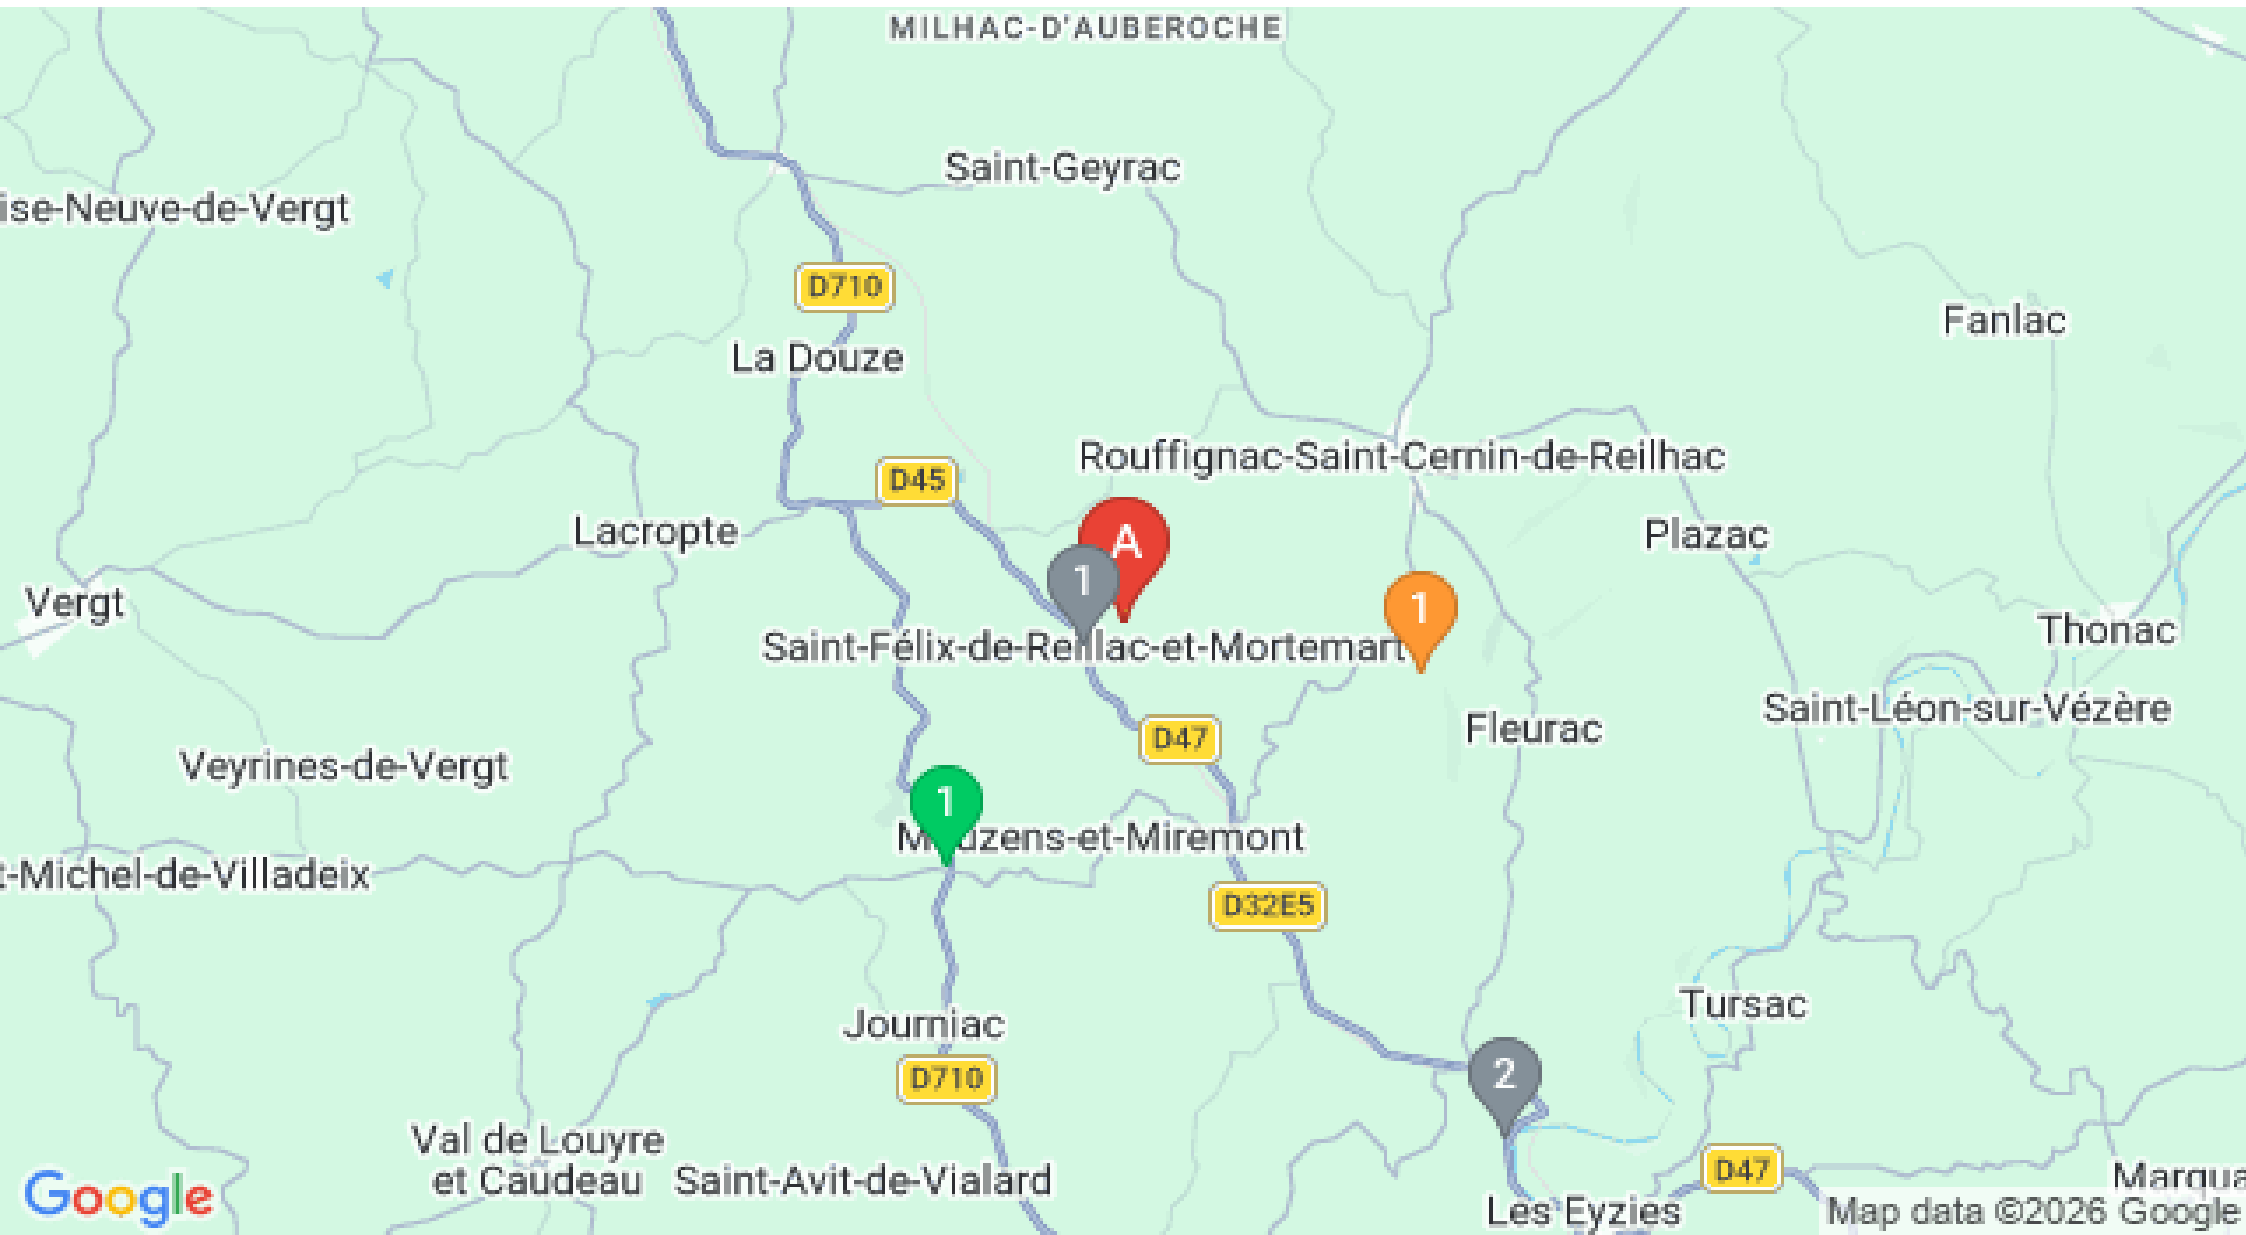 MILHAC-D'AUBEROCHE
Saint-Geyrac
ise-Neuve-de-Vergt
D710
Fanlac
La Douze
Rouffignac-Saint-Cernin-de-Reilhac
D45
Lacropte
Plazac
A
1
1
Vergt
Thonac
Saint-Félix-de-Reillac-et-Mortemart
Saint-Léon-sur-Vézère
Fleurac
D47
Veyrines-de-Vergt
1
Mauzens-et-Miremont
t-Michel-de-Villadeix
D32E5
Tursac
Journiac
D710
2
Val de Louyre
et Caudeau
Saint-Avit-de-Vialard
D47
Marqua
Google
Les Eyzies
Map data ©2026 Google